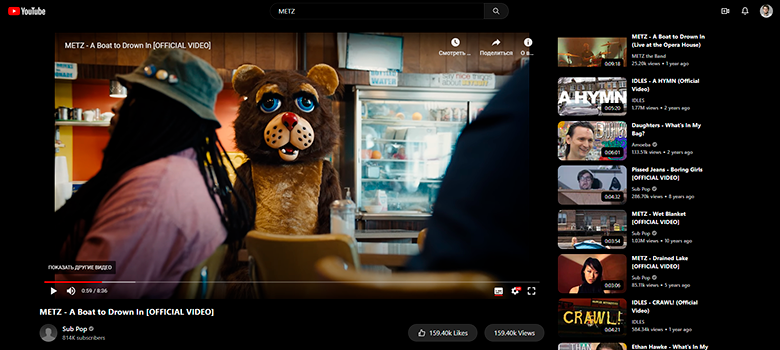 YouTube
METZ
METZ - A Boat to Drown In [OFFICIAL VIDEO]
Смотреть ...
Поделиться
О в...
ПОКАЗАТЬ ДРУГИЕ ВИДЕО
0:59 / 8:36
METZ - A Boat to Drown In [OFFICIAL VIDEO]
Sub Pop
814K subscribers
159.40k Likes
159.40k Views
0:09:18
METZ - A Boat to Drown In
(Live at the Opera House)
METZ the Band
25.20k views • 1 year ago
A HYMN
0:05:20
IDLES - A HYMN (Official
Video)
IDLES
1.77M views • 2 years ago
0:06:01
Daughters - What's In My
Bag?
Amoeba
133.51k views • 2 years ago
0:04:32
Pissed Jeans - Boring Girls
[OFFICIAL VIDEO]
Sub Pop
206.70k views • 8 years ago
0:03:54
METZ - Wet Blanket
[OFFICIAL VIDEO]
Sub Pop
1.03M views • 10 years ago
0:03:06
METZ - Drained Lake
[OFFICIAL VIDEO]
Sub Pop
85.11k views • 5 years ago
CRAWL!
0:04:21
IDLES - CRAWL! (Official
Video)
IDLES
584.34k views • 1 year ago
THAN
Ethan Hawke - What's In My